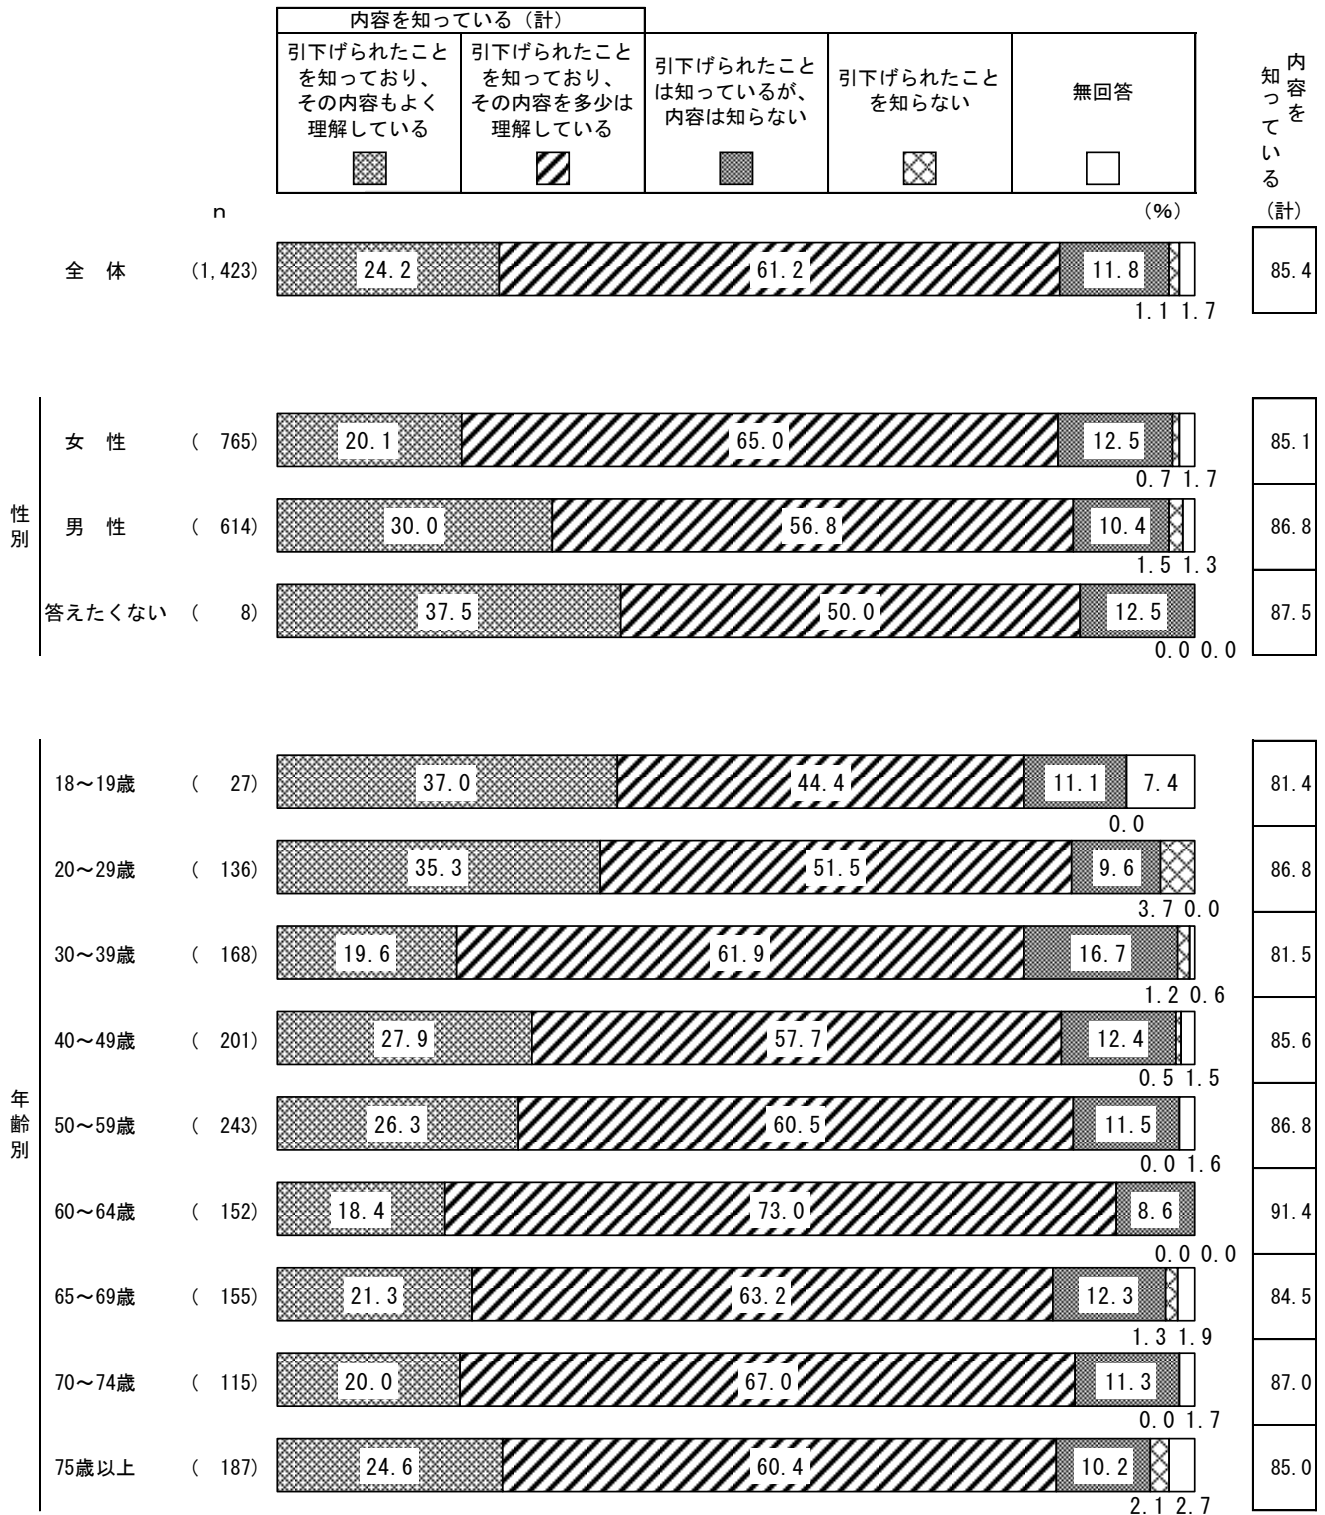 内容を知っている（計）
引下げられたこと
を知っており、
その内容もよく
理解している
引下げられたこと
を知っており、
その内容を多少は
理解している
引下げられたこと
は知っているが、
内容は知らない
引下げられたこと
を知らない
無回答
内容を
知っている
（計）
n
（%）
全 体 (1,423) 24.2 61.2 11.8 85.4
1.1 1.7
性別
女 性 ( 765) 20.1 65.0 12.5 85.1
0.7 1.7
男 性 ( 614) 30.0 56.8 10.4 86.8
1.5 1.3
答えたくない ( 8) 37.5 50.0 12.5 87.5
0.0 0.0
年齢別
18～19歳 ( 27) 37.0 44.4 11.1 7.4 81.4
0.0
20～29歳 ( 136) 35.3 51.5 9.6 86.8
3.7 0.0
30～39歳 ( 168) 19.6 61.9 16.7 81.5
1.2 0.6
40～49歳 ( 201) 27.9 57.7 12.4 85.6
0.5 1.5
50～59歳 ( 243) 26.3 60.5 11.5 86.8
0.0 1.6
60～64歳 ( 152) 18.4 73.0 8.6 91.4
0.0 0.0
65～69歳 ( 155) 21.3 63.2 12.3 84.5
1.3 1.9
70～74歳 ( 115) 20.0 67.0 11.3 87.0
0.0 1.7
75歳以上 ( 187) 24.6 60.4 10.2 85.0
2.1 2.7